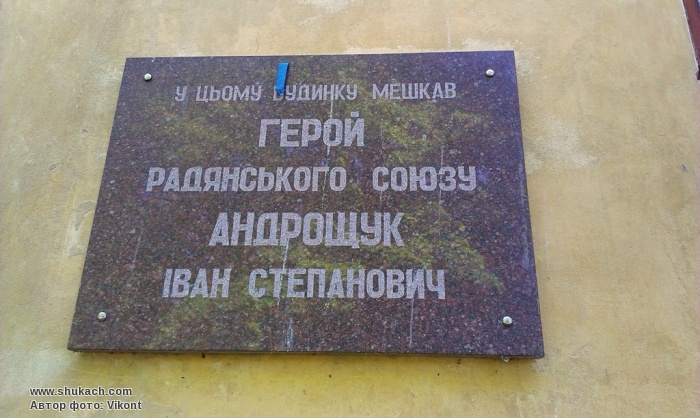 У ЦЬОМУ БУДИНКУ МЕШКАВ
ГЕРОЙ
РАДЯНСЬКОГО СОЮЗУ
АНДРОЩУК
ІВАН СТЕПАНОВИЧ
www.shukach.com
Автор фото: Vikont